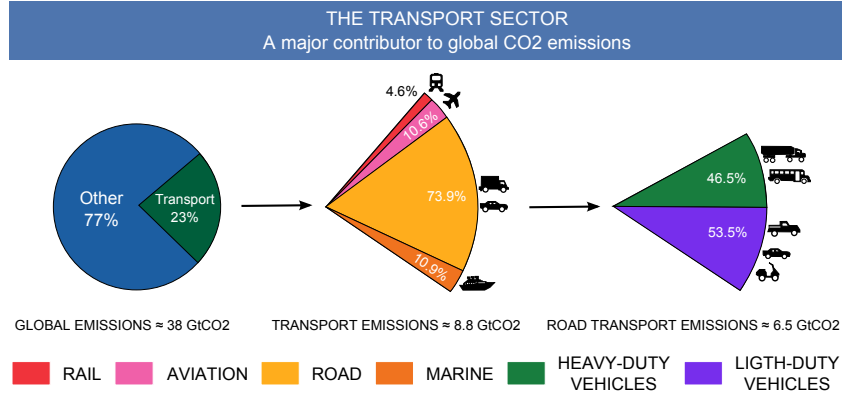 THE TRANSPORT SECTOR
A major contributor to global CO2 emissions
4.6%
10.6%
73.9%
10.9%
Other
77%
Transport
23%
46.5%
53.5%
GLOBAL EMISSIONS ≈ 38 GtCO2
TRANSPORT EMISSIONS ≈ 8.8 GtCO2
ROAD TRANSPORT EMISSIONS ≈ 6.5 GtCO2
RAIL
AVIATION
ROAD
MARINE
HEAVY-DUTY
VEHICLES
LIGTH-DUTY
VEHICLES